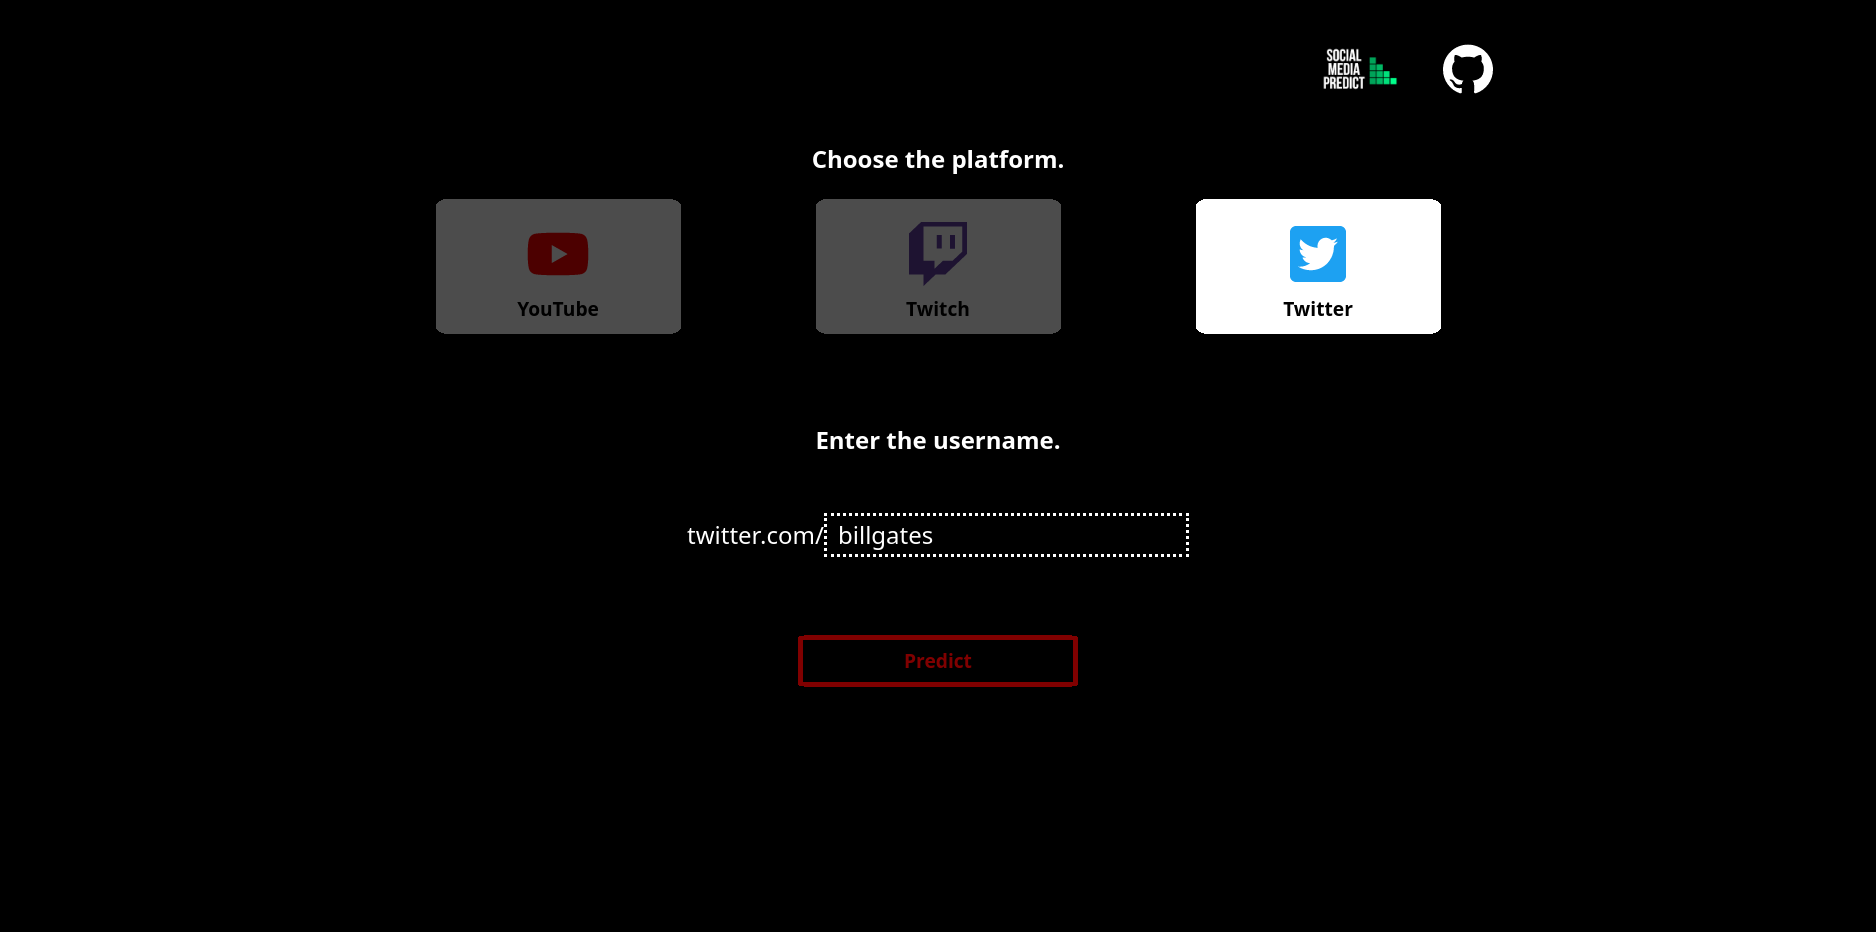 SOCIAL
MEDIA
PREDICT
Choose the platform.
YouTube
Twitch
Twitter
Enter the username.
twitter.com/ billgates
Predict